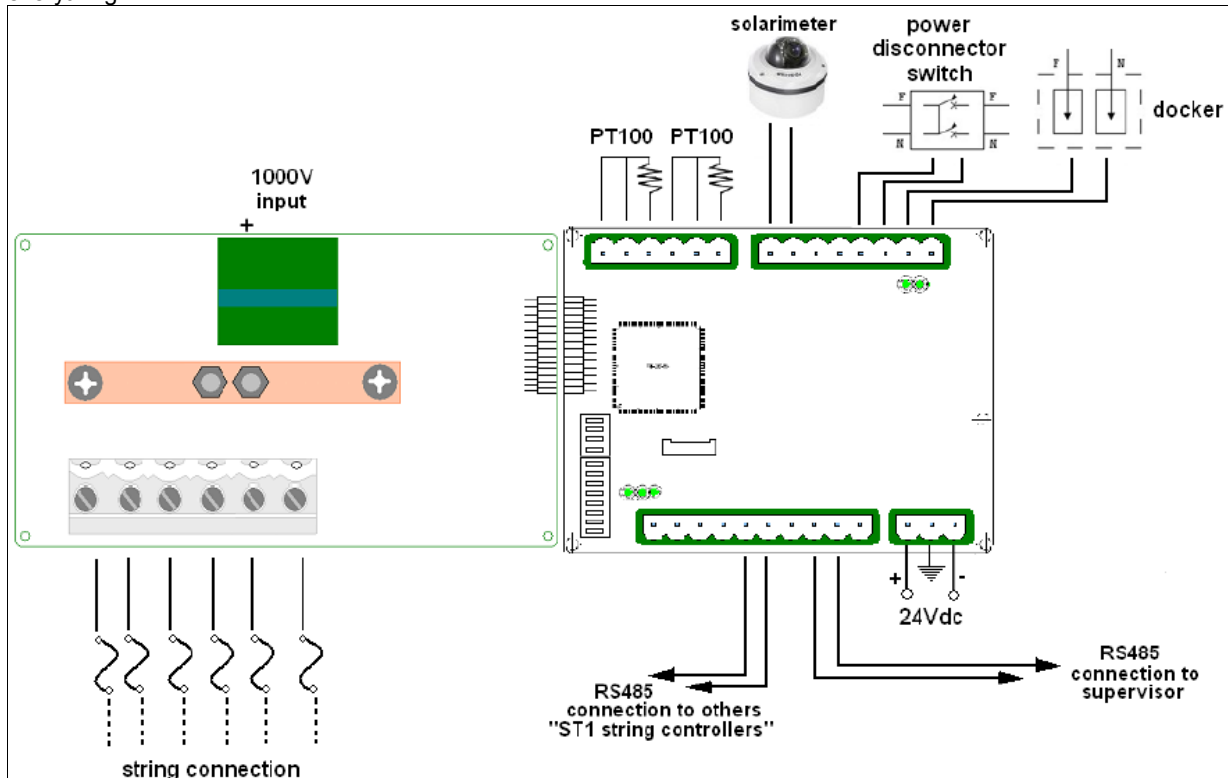 solarimeter
power
disconnector
switch
F
N
docker
F
F
N
N
PT100 PT100
1000V
input
+
+
-
24Vdc
RS485
connection to others
"ST1 string controllers"
RS485
connection to
supervisor
string connection